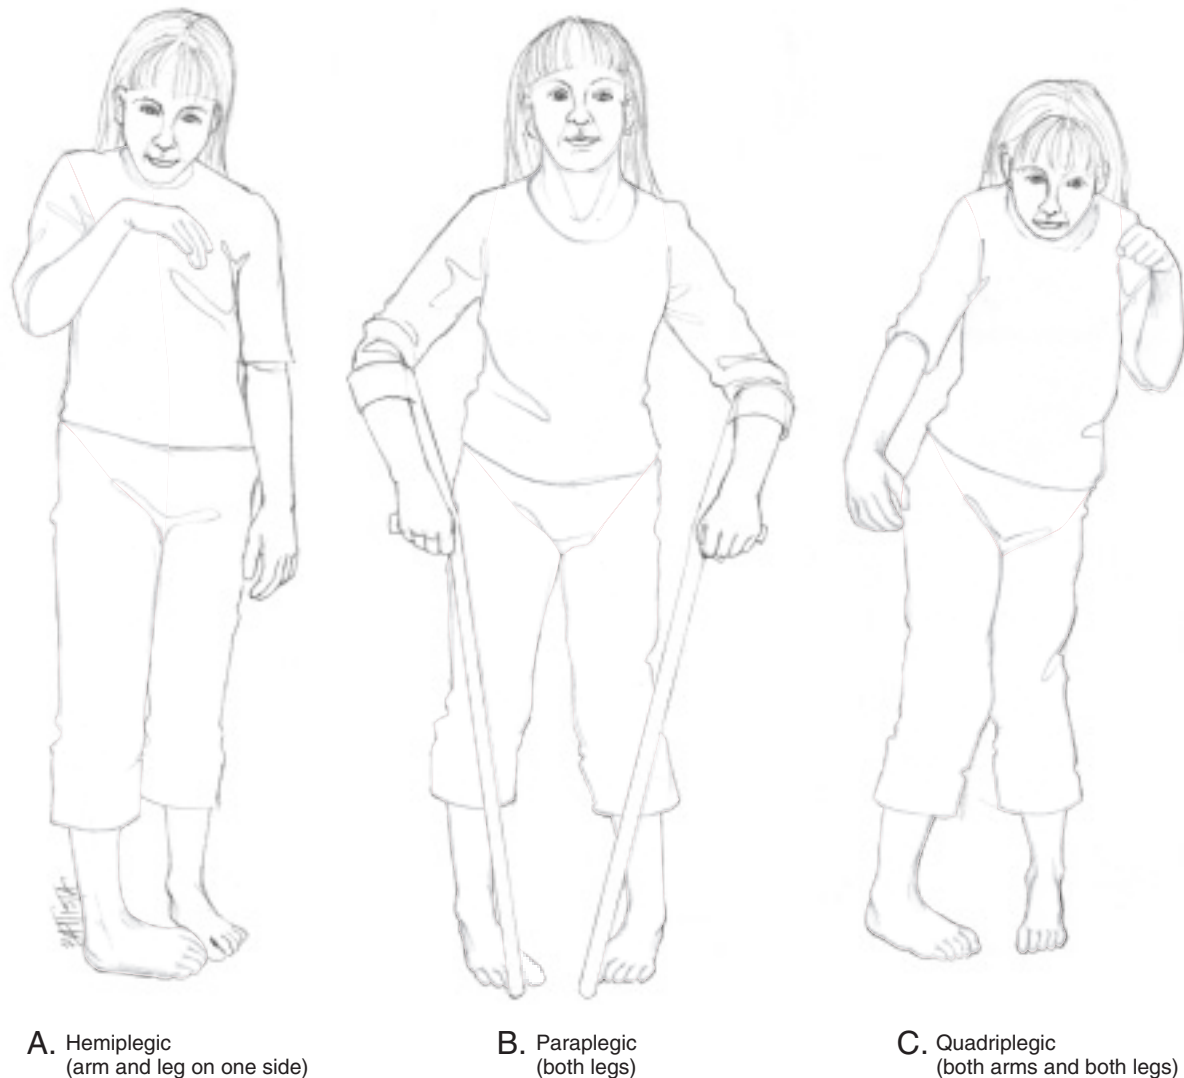 A. Hemiplegic
(arm and leg on one side)
B. Paraplegic
(both legs)
C. Quadriplegic
(both arms and both legs)